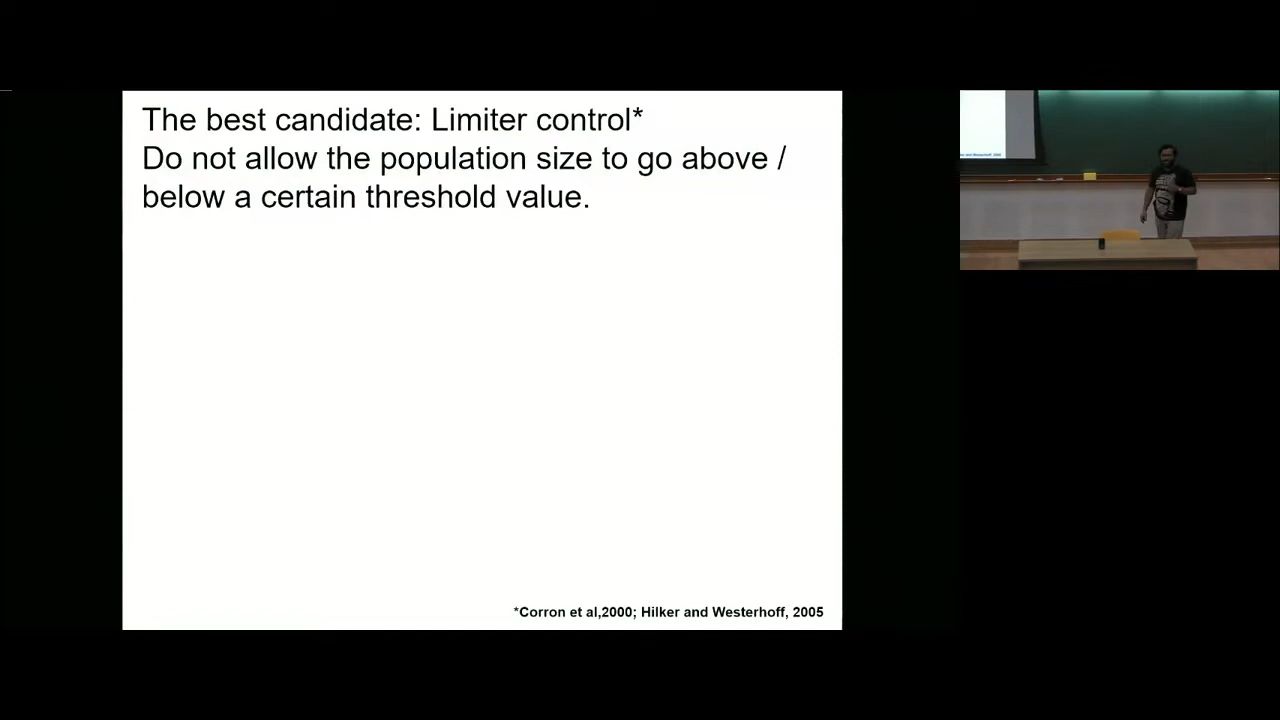 The best candidate: Limiter control*
Do not allow the population size to go above /
below a certain threshold value.
*Corron et al,2000; Hilker and Westerhoff, 2005